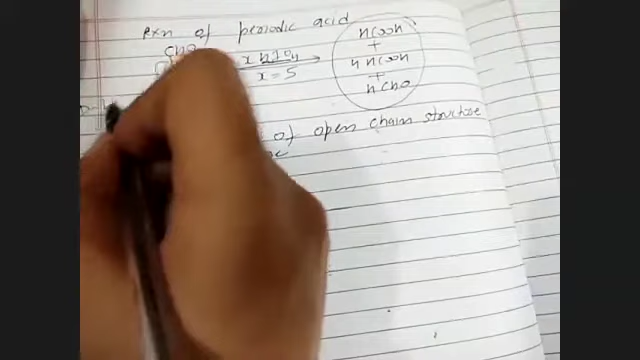 Rxn of periodic acid
CHO x HIO4 HCOOH
x = 5 +
4 HCOOH
+
HCHO
of open chain structure